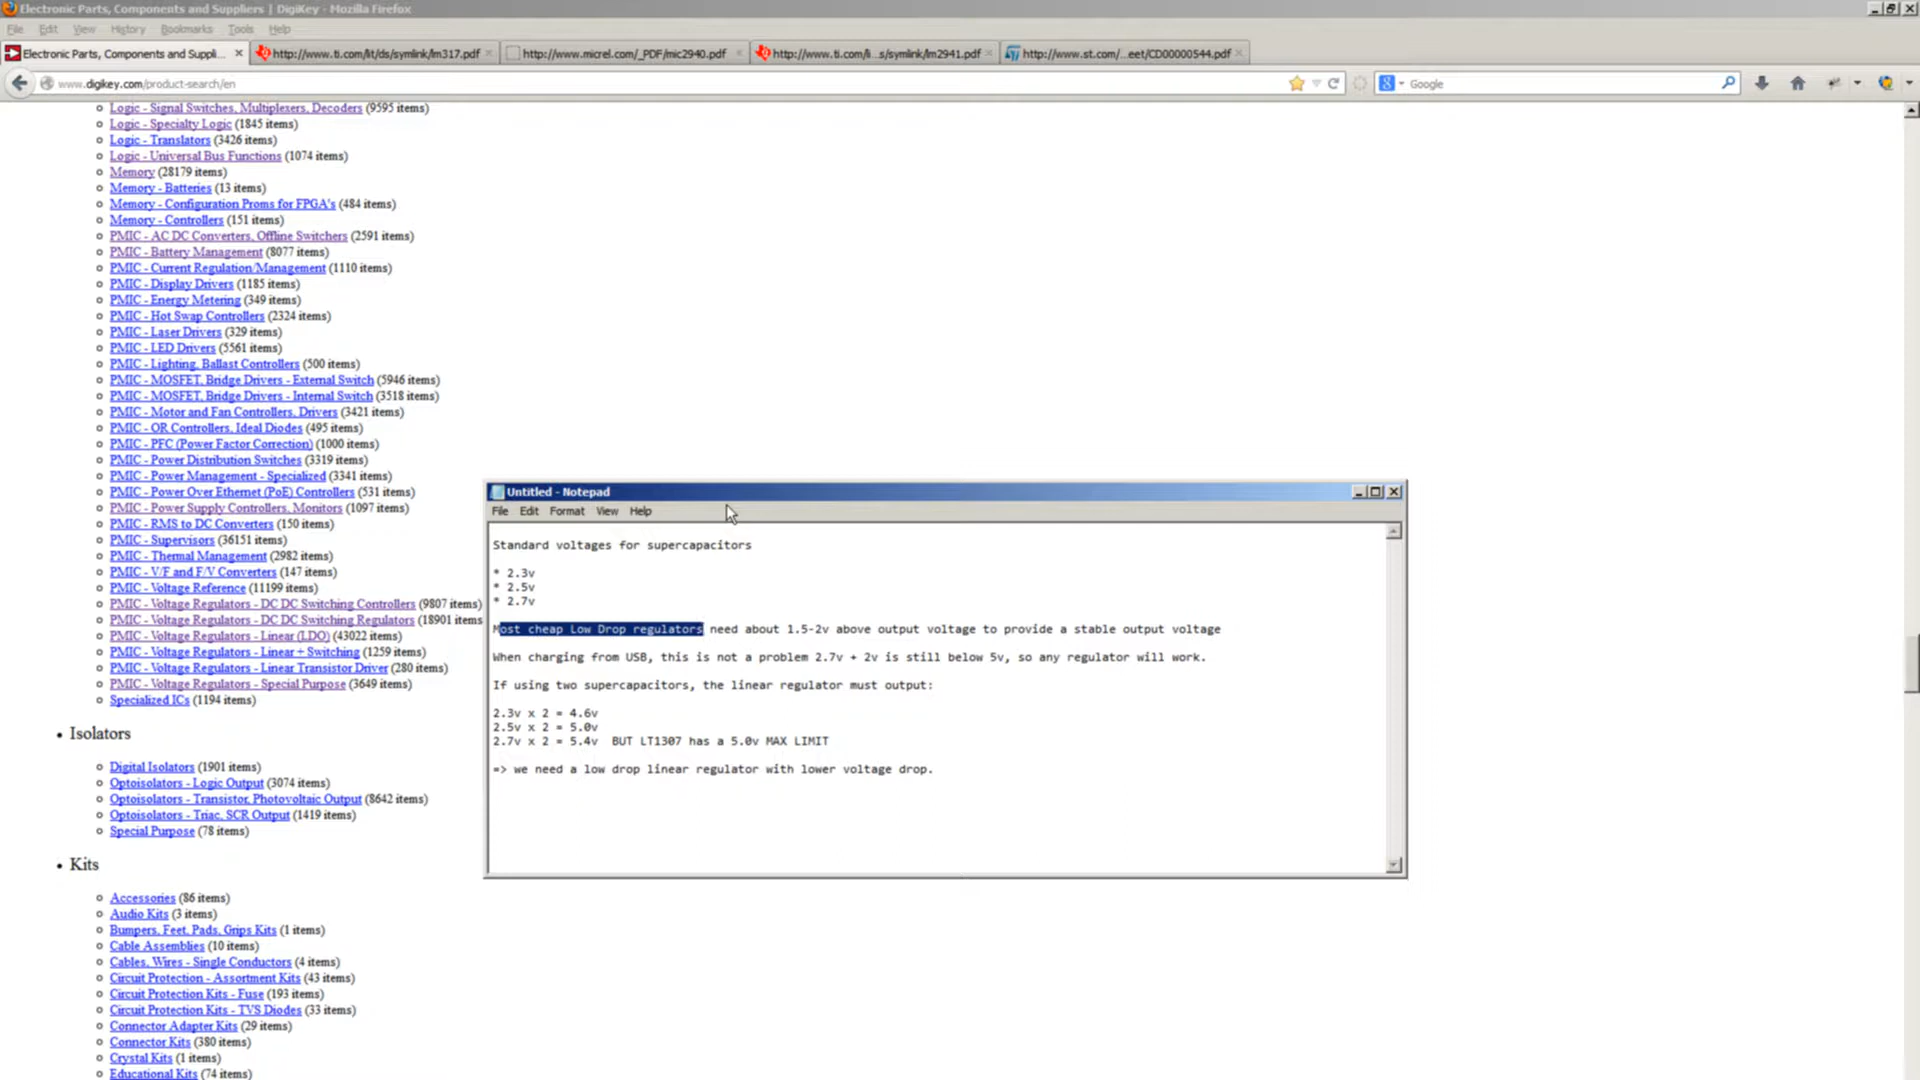 Electronic Parts, Components and Suppliers | DigiKey - Mozilla Firefox
File Edit View History Bookmarks Tools Help
Electronic Parts, Components and Suppli... × http://www.ti.com/lit/ds/symlink/lm317.pdf × http://www.micrel.com/_PDF/mic2940.pdf × http://www.ti.com/li...s/symlink/lm2941.pdf × http://www.st.com/...eet/CD00000544.pdf ×
www.digikey.com/product-search/en Google
Logic - Signal Switches, Multiplexers, Decoders (9595 items)
Logic - Specialty Logic (1845 items)
Logic - Translators (3426 items)
Logic - Universal Bus Functions (1074 items)
Memory (28179 items)
Memory - Batteries (13 items)
Memory - Configuration Proms for FPGA's (484 items)
Memory - Controllers (151 items)
PMIC - AC DC Converters, Offline Switchers (2591 items)
PMIC - Battery Management (8077 items)
PMIC - Current Regulation/Management (1110 items)
PMIC - Display Drivers (1185 items)
PMIC - Energy Metering (349 items)
PMIC - Hot Swap Controllers (2324 items)
PMIC - Laser Drivers (329 items)
PMIC - LED Drivers (5561 items)
PMIC - Lighting, Ballast Controllers (500 items)
PMIC - MOSFET, Bridge Drivers - External Switch (5946 items)
PMIC - MOSFET, Bridge Drivers - Internal Switch (3518 items)
PMIC - Motor and Fan Controllers, Drivers (3421 items)
PMIC - OR Controllers, Ideal Diodes (495 items)
PMIC - PFC (Power Factor Correction) (1000 items)
PMIC - Power Distribution Switches (3319 items)
PMIC - Power Management - Specialized (3341 items)
PMIC - Power Over Ethernet (PoE) Controllers (531 items)
PMIC - Power Supply Controllers, Monitors (1097 items)
PMIC - RMS to DC Converters (150 items)
PMIC - Supervisors (36151 items)
PMIC - Thermal Management (2982 items)
PMIC - V/F and F/V Converters (147 items)
PMIC - Voltage Reference (11199 items)
PMIC - Voltage Regulators - DC DC Switching Controllers (9807 items)
PMIC - Voltage Regulators - DC DC Switching Regulators (18901 items
PMIC - Voltage Regulators - Linear (LDO) (43022 items)
PMIC - Voltage Regulators - Linear + Switching (1259 items)
PMIC - Voltage Regulators - Linear Transistor Driver (280 items)
PMIC - Voltage Regulators - Special Purpose (3649 items)
Specialized ICs (1194 items)
Isolators
Digital Isolators (1901 items)
Optoisolators - Logic Output (3074 items)
Optoisolators - Transistor, Photovoltaic Output (8642 items)
Optoisolators - Triac, SCR Output (1419 items)
Special Purpose (78 items)
Kits
Accessories (86 items)
Audio Kits (3 items)
Bumpers, Feet, Pads, Grips Kits (1 items)
Cable Assemblies (10 items)
Cables, Wires - Single Conductors (4 items)
Circuit Protection - Assortment Kits (43 items)
Circuit Protection Kits - Fuse (193 items)
Circuit Protection Kits - TVS Diodes (33 items)
Connector Adapter Kits (29 items)
Connector Kits (380 items)
Crystal Kits (1 items)
Educational Kits (74 items)
Untitled - Notepad
File Edit Format View Help
Standard voltages for supercapacitors
* 2.3v
* 2.5v
* 2.7v
Most cheap Low Drop regulators need about 1.5-2v above output voltage to provide a stable output voltage
When charging from USB, this is not a problem 2.7v + 2v is still below 5v, so any regulator will work.
If using two supercapacitors, the linear regulator must output:
2.3v x 2 = 4.6v
2.5v x 2 = 5.0v
2.7v x 2 = 5.4v BUT LT1307 has a 5.0v MAX LIMIT
=> we need a low drop linear regulator with lower voltage drop.